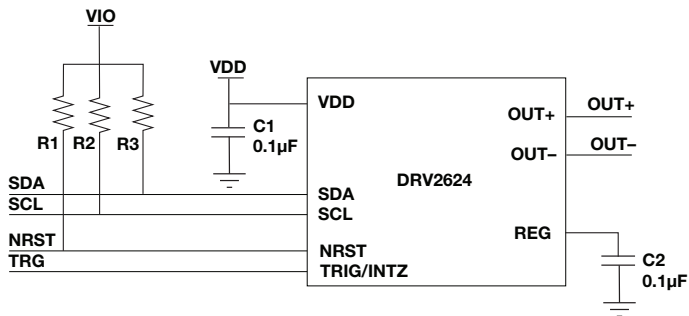 VIO
VDD
VDD
OUT+
OUT+
R1
R2
R3
C1
0.1µF
OUT–
OUT–
SDA
DRV2624
SDA
SCL
SCL
REG
NRST
NRST
TRG
TRIG/INTZ
C2
0.1µF